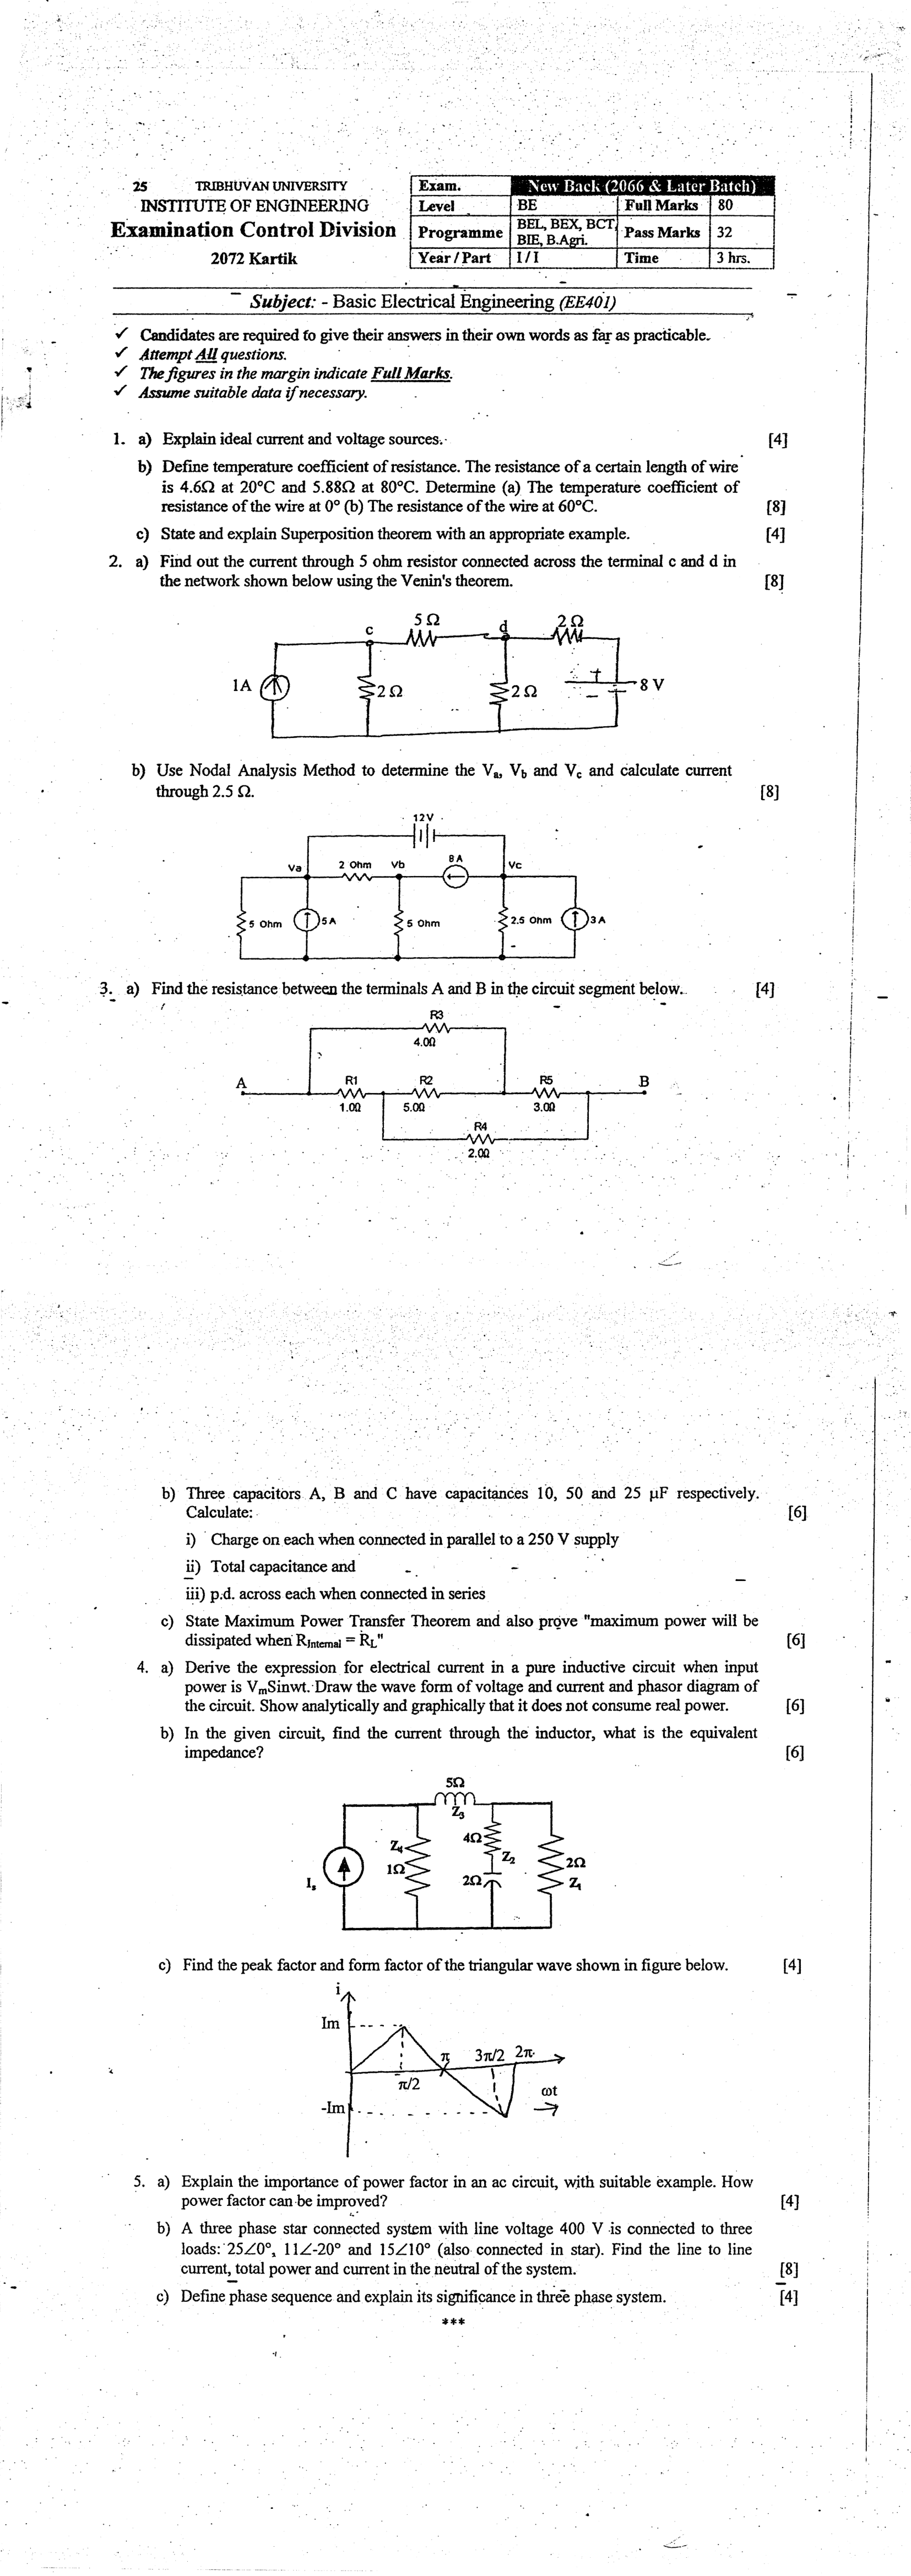 25 TRIBHUVAN UNIVERSITY
INSTITUTE OF ENGINEERING
Examination Control Division
2072 Kartik
Exam. New Back (2066 & Later Batch)
Level BE Full Marks 80
Programme BEL, BEX, BCT, BIE, B.Agri. Pass Marks 32
Year / Part I / I Time 3 hrs.
Subject: - Basic Electrical Engineering (EE401)
✓ Candidates are required to give their answers in their own words as far as practicable.
✓ Attempt All questions.
✓ The figures in the margin indicate Full Marks.
✓ Assume suitable data if necessary.
1. a) Explain ideal current and voltage sources. [4]
b) Define temperature coefficient of resistance. The resistance of a certain length of wire
is 4.6Ω at 20°C and 5.88Ω at 80°C. Determine (a) The temperature coefficient of
resistance of the wire at 0° (b) The resistance of the wire at 60°C. [8]
c) State and explain Superposition theorem with an appropriate example. [4]
2. a) Find out the current through 5 ohm resistor connected across the terminal c and d in
the network shown below using the Venin's theorem. [8]
5 Ω 2 Ω
c d
1A 2 Ω 2 Ω + - 8 V
b) Use Nodal Analysis Method to determine the Va, Vb and Vc and calculate current
through 2.5 Ω. [8]
12V
Va 2 Ohm Vb 8 A Vc
5 Ohm 5 A 5 Ohm 2.5 Ohm 3 A
3. a) Find the resistance between the terminals A and B in the circuit segment below. [4]
R3
4.0Ω
A R1 R2 R5 B
1.0Ω 5.0Ω 3.0Ω
R4
2.0Ω
b) Three capacitors A, B and C have capacitances 10, 50 and 25 μF respectively.
Calculate: [6]
i) Charge on each when connected in parallel to a 250 V supply
ii) Total capacitance and
iii) p.d. across each when connected in series
c) State Maximum Power Transfer Theorem and also prove "maximum power will be
dissipated when RInternal = RL" [6]
4. a) Derive the expression for electrical current in a pure inductive circuit when input
power is VmSinwt. Draw the wave form of voltage and current and phasor diagram of
the circuit. Show analytically and graphically that it does not consume real power. [6]
b) In the given circuit, find the current through the inductor, what is the equivalent
impedance? [6]
5Ω
Z3
Z4 4Ω
1Ω Z2 2Ω
Is 2Ω Z1
c) Find the peak factor and form factor of the triangular wave shown in figure below. [4]
i
Im
π 3π/2 2π
π/2
ωt
-Im
5. a) Explain the importance of power factor in an ac circuit, with suitable example. How
power factor can be improved? [4]
b) A three phase star connected system with line voltage 400 V is connected to three
loads: 25∠0°, 11∠-20° and 15∠10° (also connected in star). Find the line to line
current, total power and current in the neutral of the system. [8]
c) Define phase sequence and explain its significance in three phase system. [4]
***